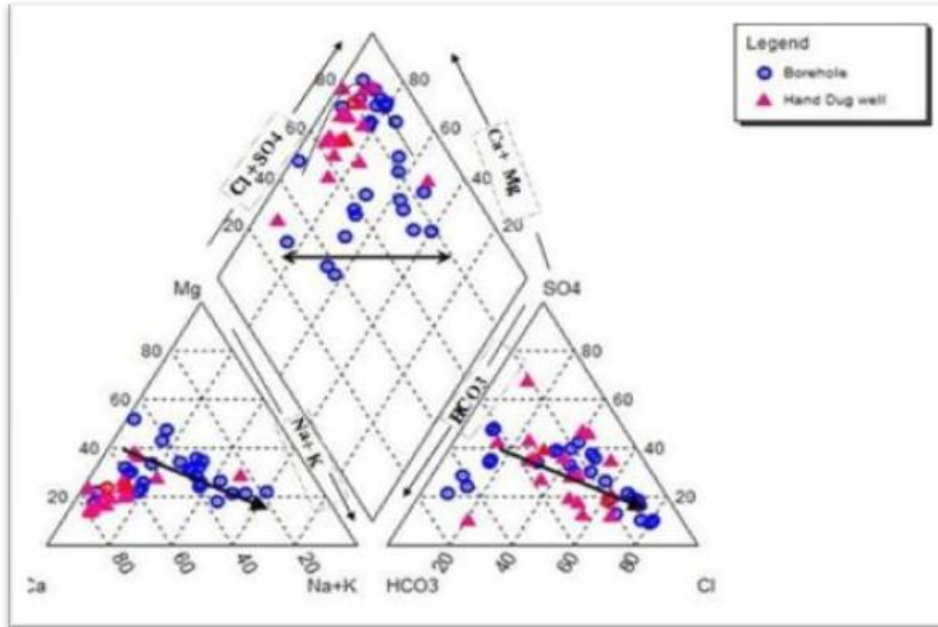 Legend
Borehole
Hand Dug well
80 80
60 60
40 40
20 20
Cl +SO4
Ca+ Mg
Mg SO4
Na+ K
HCO3
80 80
60 60
40 40
20 20
80 60 40 20
20 40 60 80
Ca Na+K HCO3 Cl